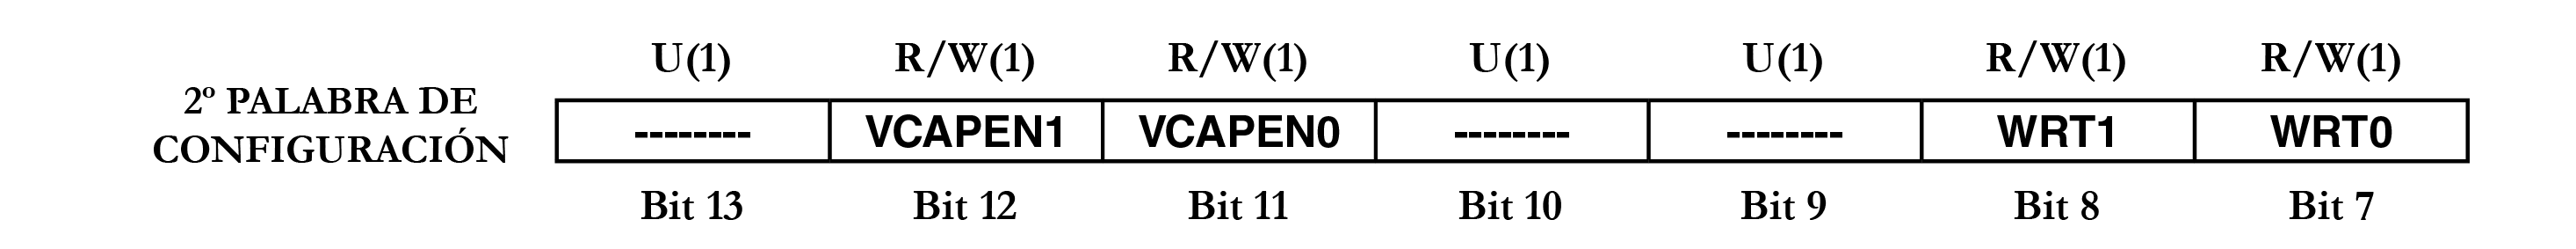 U(1) R/W(1) R/W(1) U(1) U(1) R/W(1) R/W(1)
2º PALABRA DE
CONFIGURACIÓN
-------- VCAPEN1 VCAPEN0 -------- -------- WRT1 WRT0
Bit 13 Bit 12 Bit 11 Bit 10 Bit 9 Bit 8 Bit 7